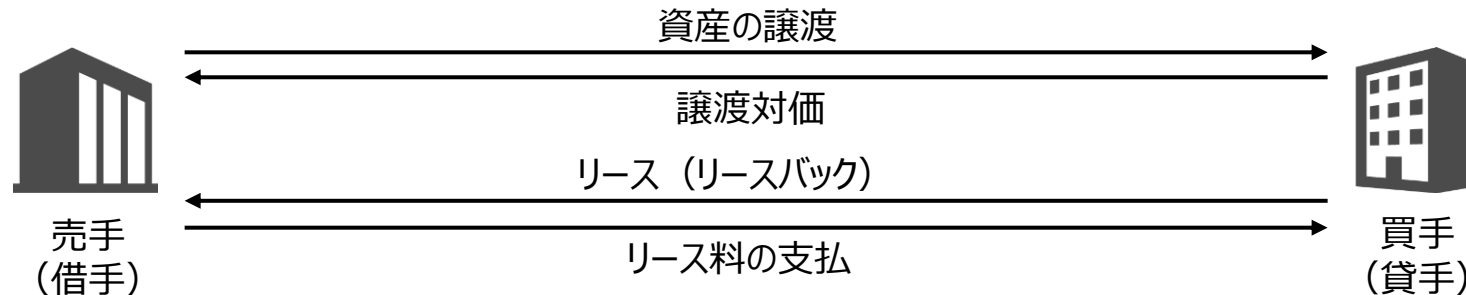 資産の譲渡
譲渡対価
リース（リースバック）
リース料の支払
売手
（借手）
買手
（貸手）